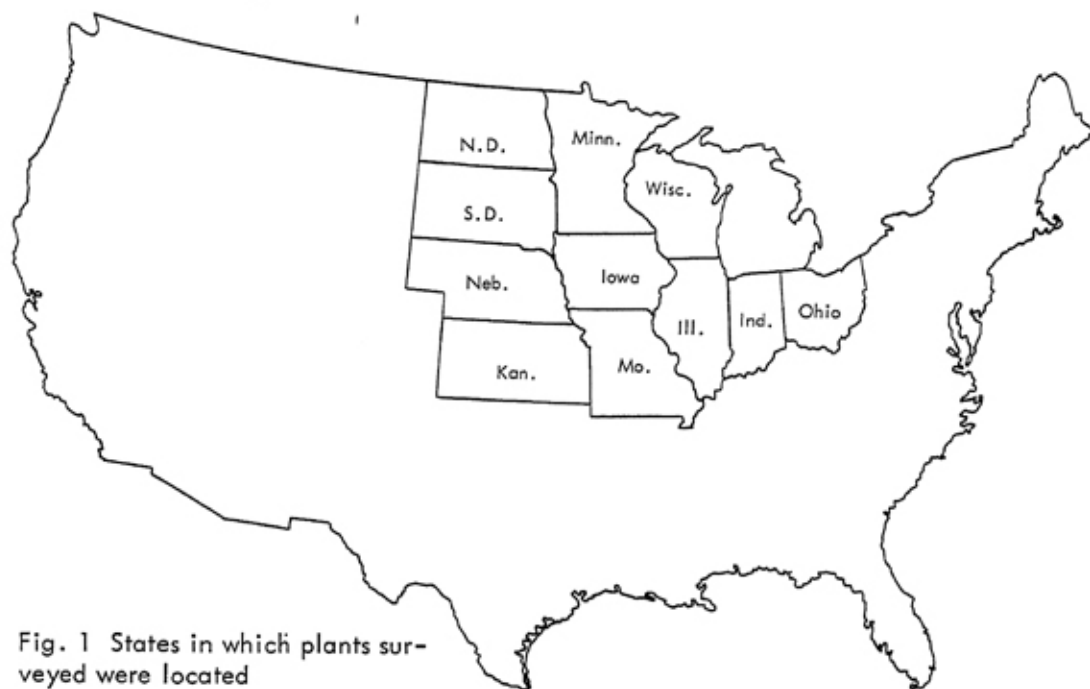 N.D.
Minn.
S.D.
Wisc.
Neb.
Iowa
Ill.
Ind.
Ohio
Kan.
Mo.
Fig. 1 States in which plants sur-
veyed were located